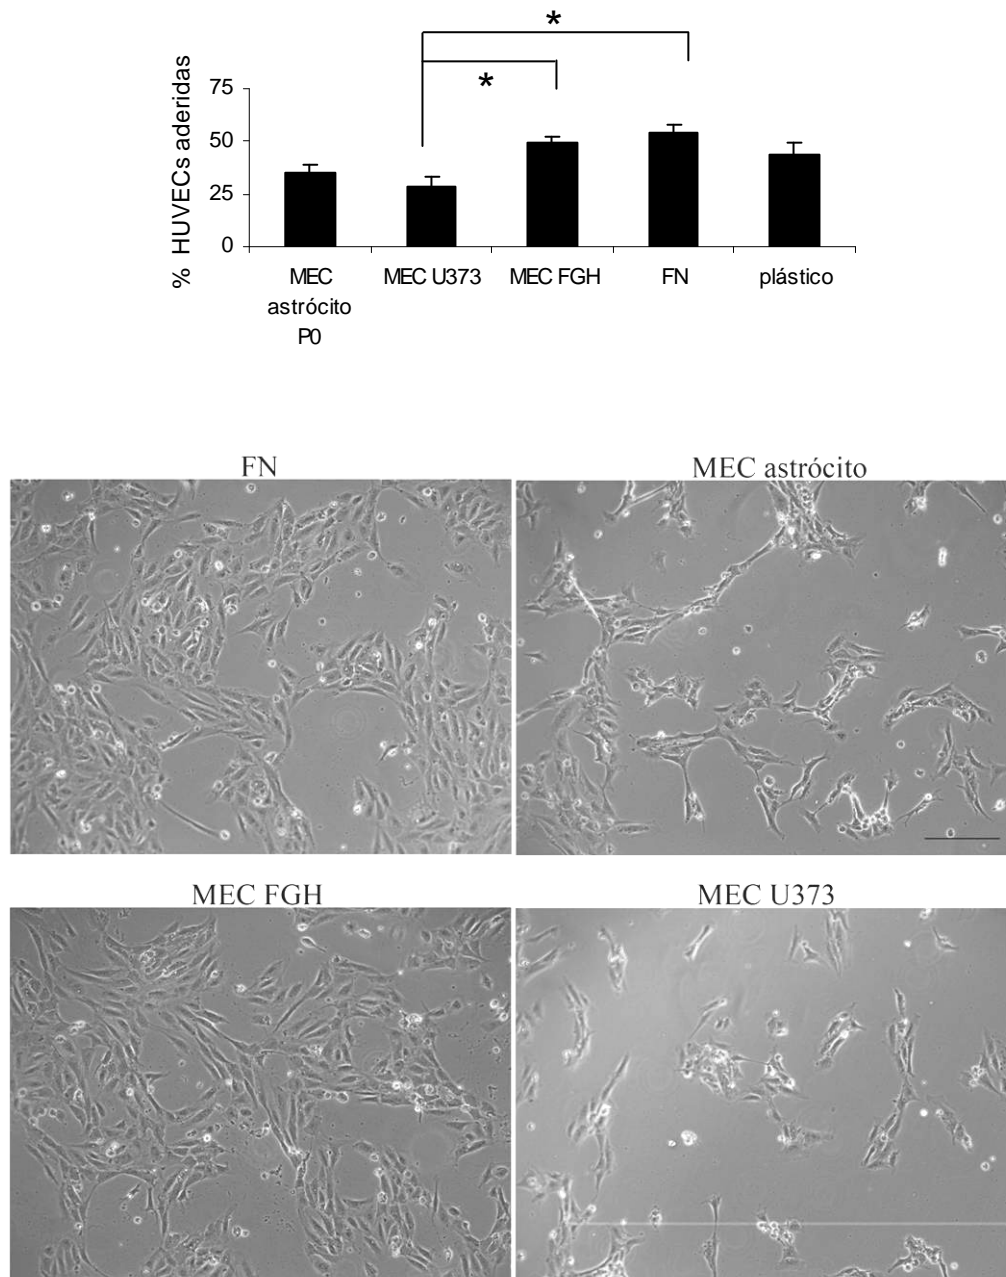 *
*
% HUVECs aderidas
75
50
25
0
MEC astrócito P0
MEC U373
MEC FGH
FN
plástico
FN
MEC astrócito
MEC FGH
MEC U373